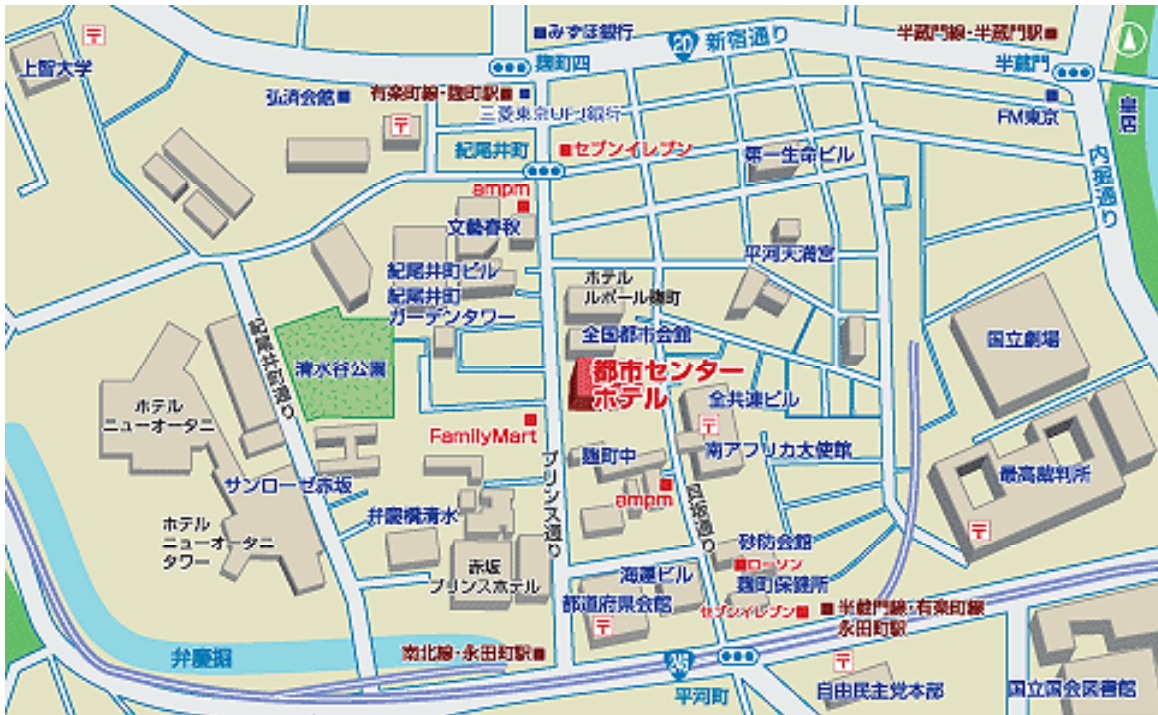 みずほ銀行
20
新宿通り
半蔵門線・半蔵門駅
上智大学
麹町四
半蔵門
弘済会館
有楽町線・麹町駅
三菱東京UFJ銀行
FM東京
皇居
紀尾井町
セブンイレブン
第一生命ビル
内堀通り
ampm
文藝春秋
平河天満宮
紀尾井町ビル
ホテル
ルポール麹町
紀尾井町
ガーデンタワー
全国都市会館
国立劇場
紀尾井町通り
清水谷公園
都市センター
ホテル
全共連ビル
ホテル
ニューオータニ
FamilyMart
南アフリカ大使館
麹町中
プリンス通り
最高裁判所
サンローゼ赤坂
ampm
弁慶橋清水
ホテル
ニューオータニ
タワー
砂防会館
ローソン
赤坂
プリンスホテル
海運ビル
麹町保健所
都道府県会館
セブンイレブン
半蔵門線・有楽町線
永田町駅
弁慶掘
南北線・永田町駅
246
平河町
自由民主党本部
国立国会図書館